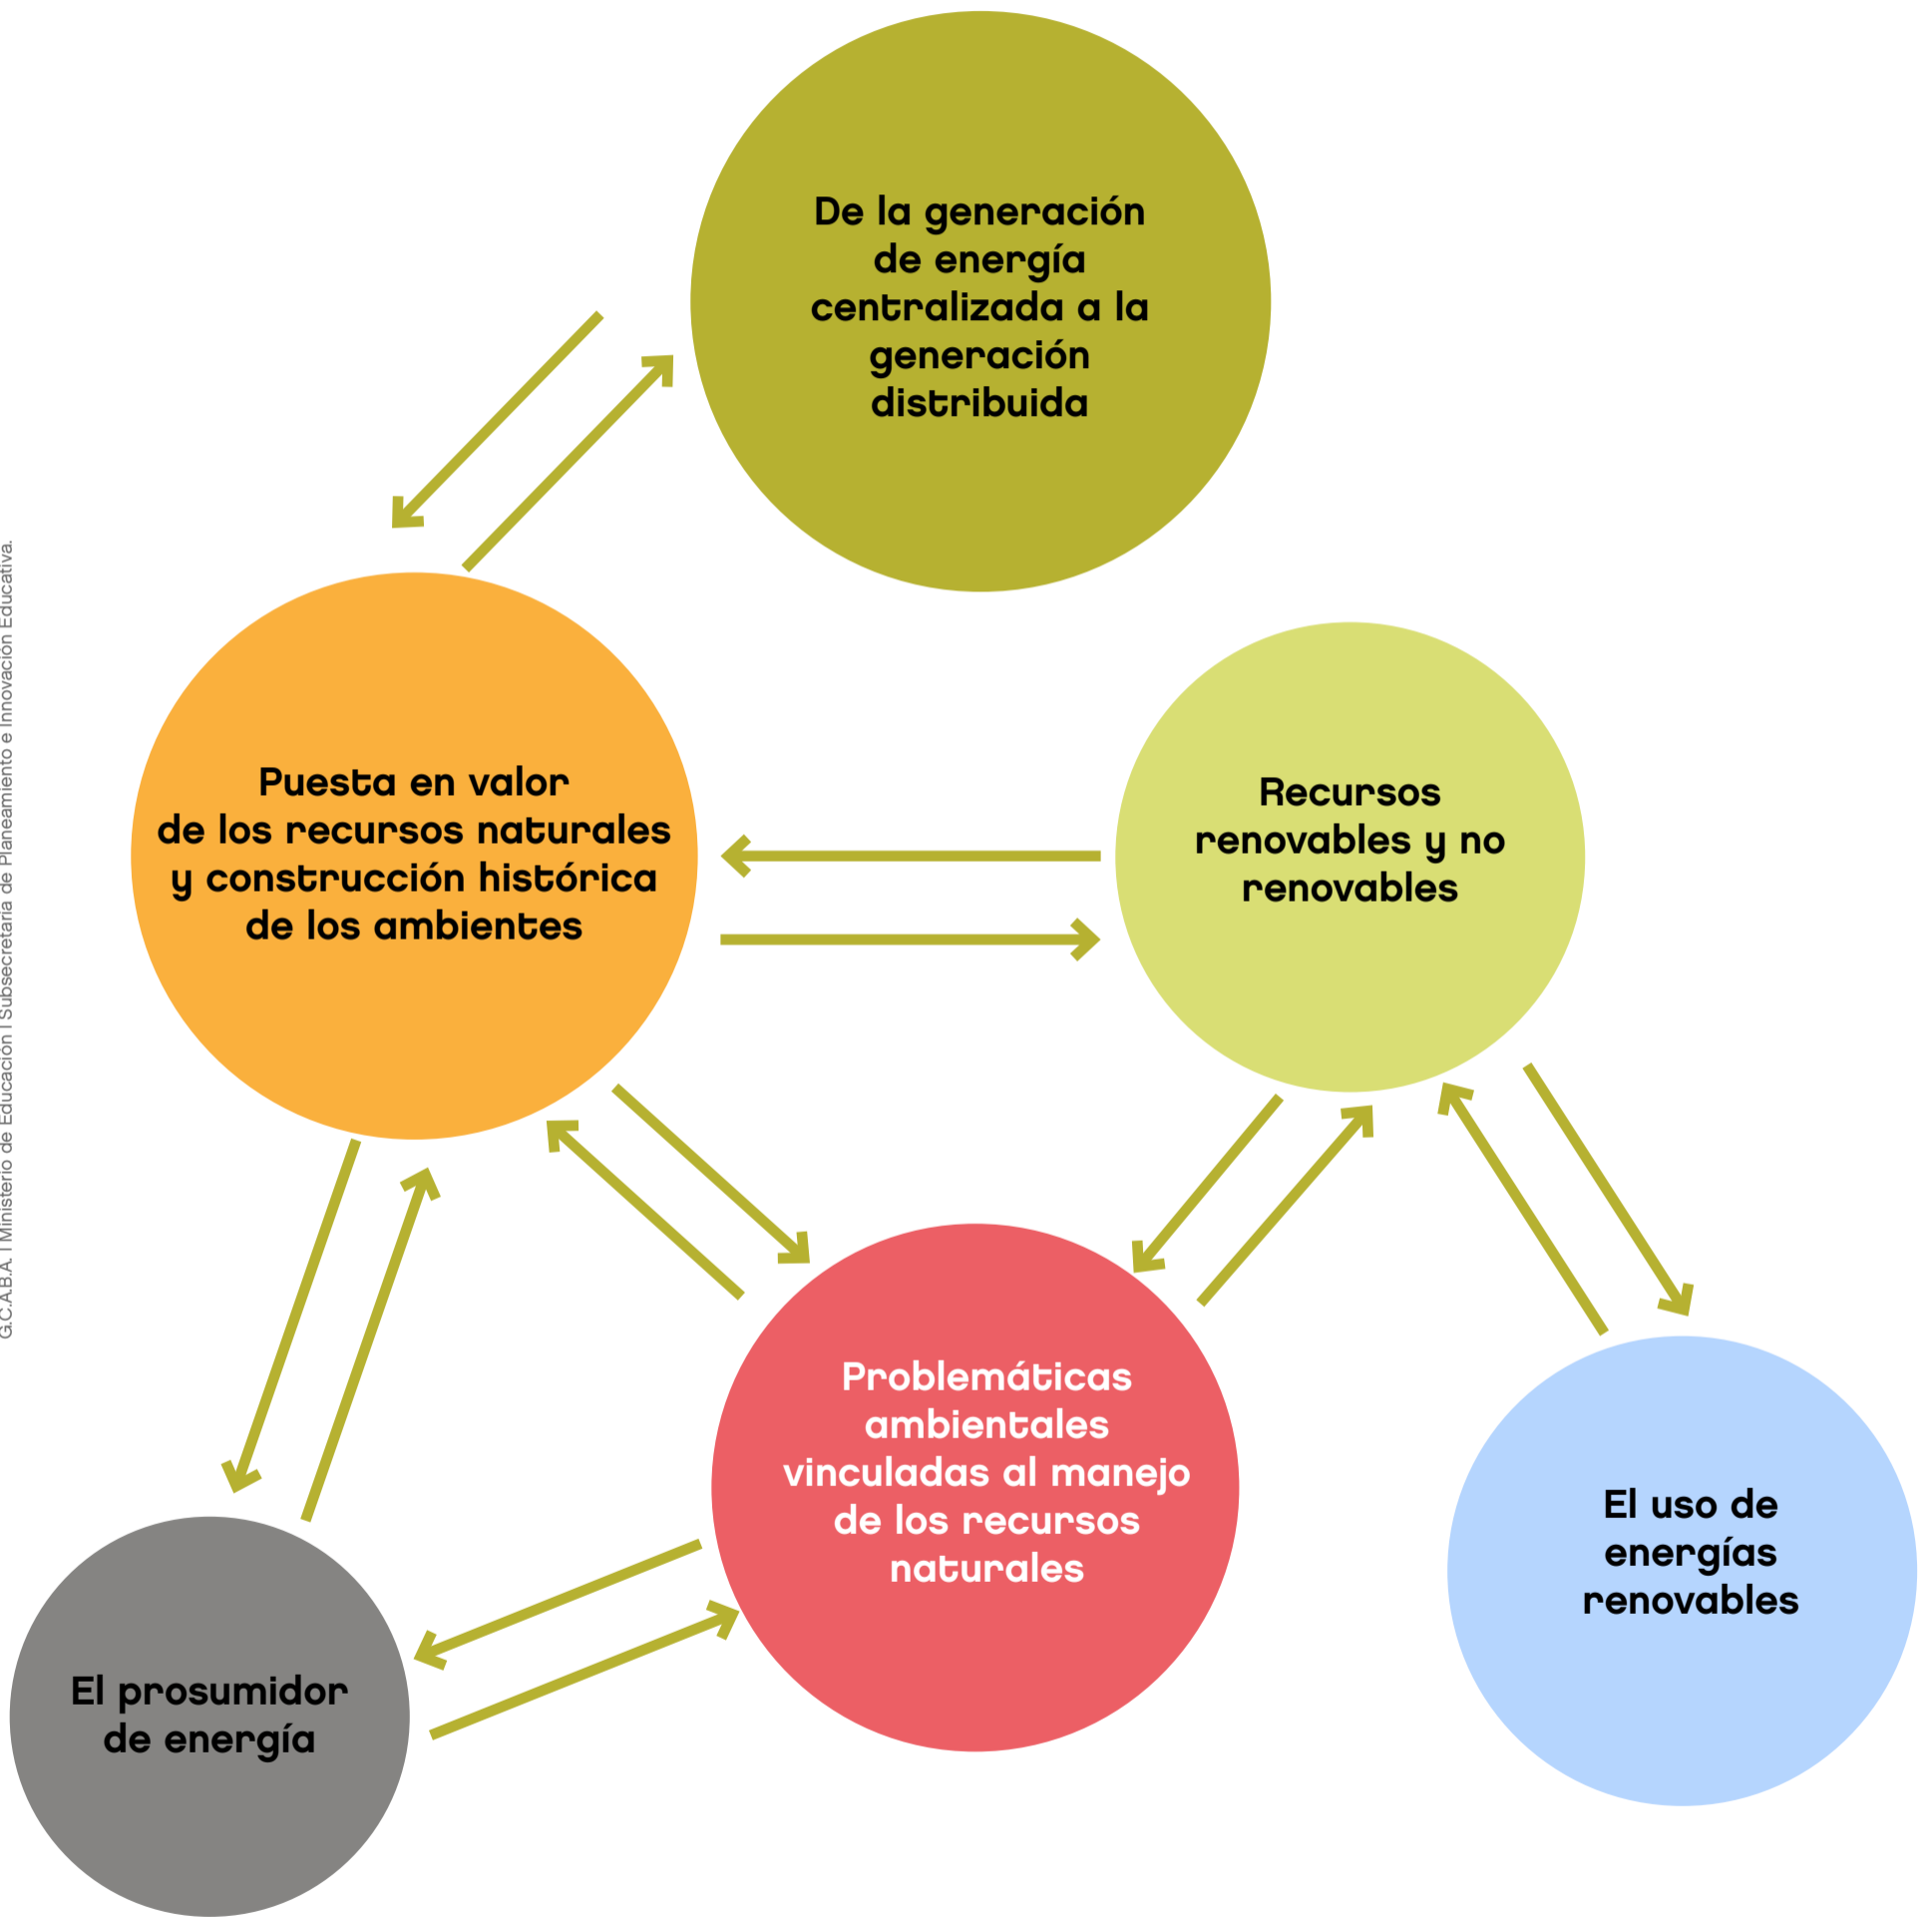 De la generación
de energía
centralizada a la
generación
distribuida
Puesta en valor
de los recursos naturales
y construcción histórica
de los ambientes
Recursos
renovables y no
renovables
Problemáticas
ambientales
vinculadas al manejo
de los recursos
naturales
El uso de
energías
renovables
El prosumidor
de energía
G.C.A.B.A. | Ministerio de Educación | Subsecretaría de Planeamiento e Innovación Educativa.